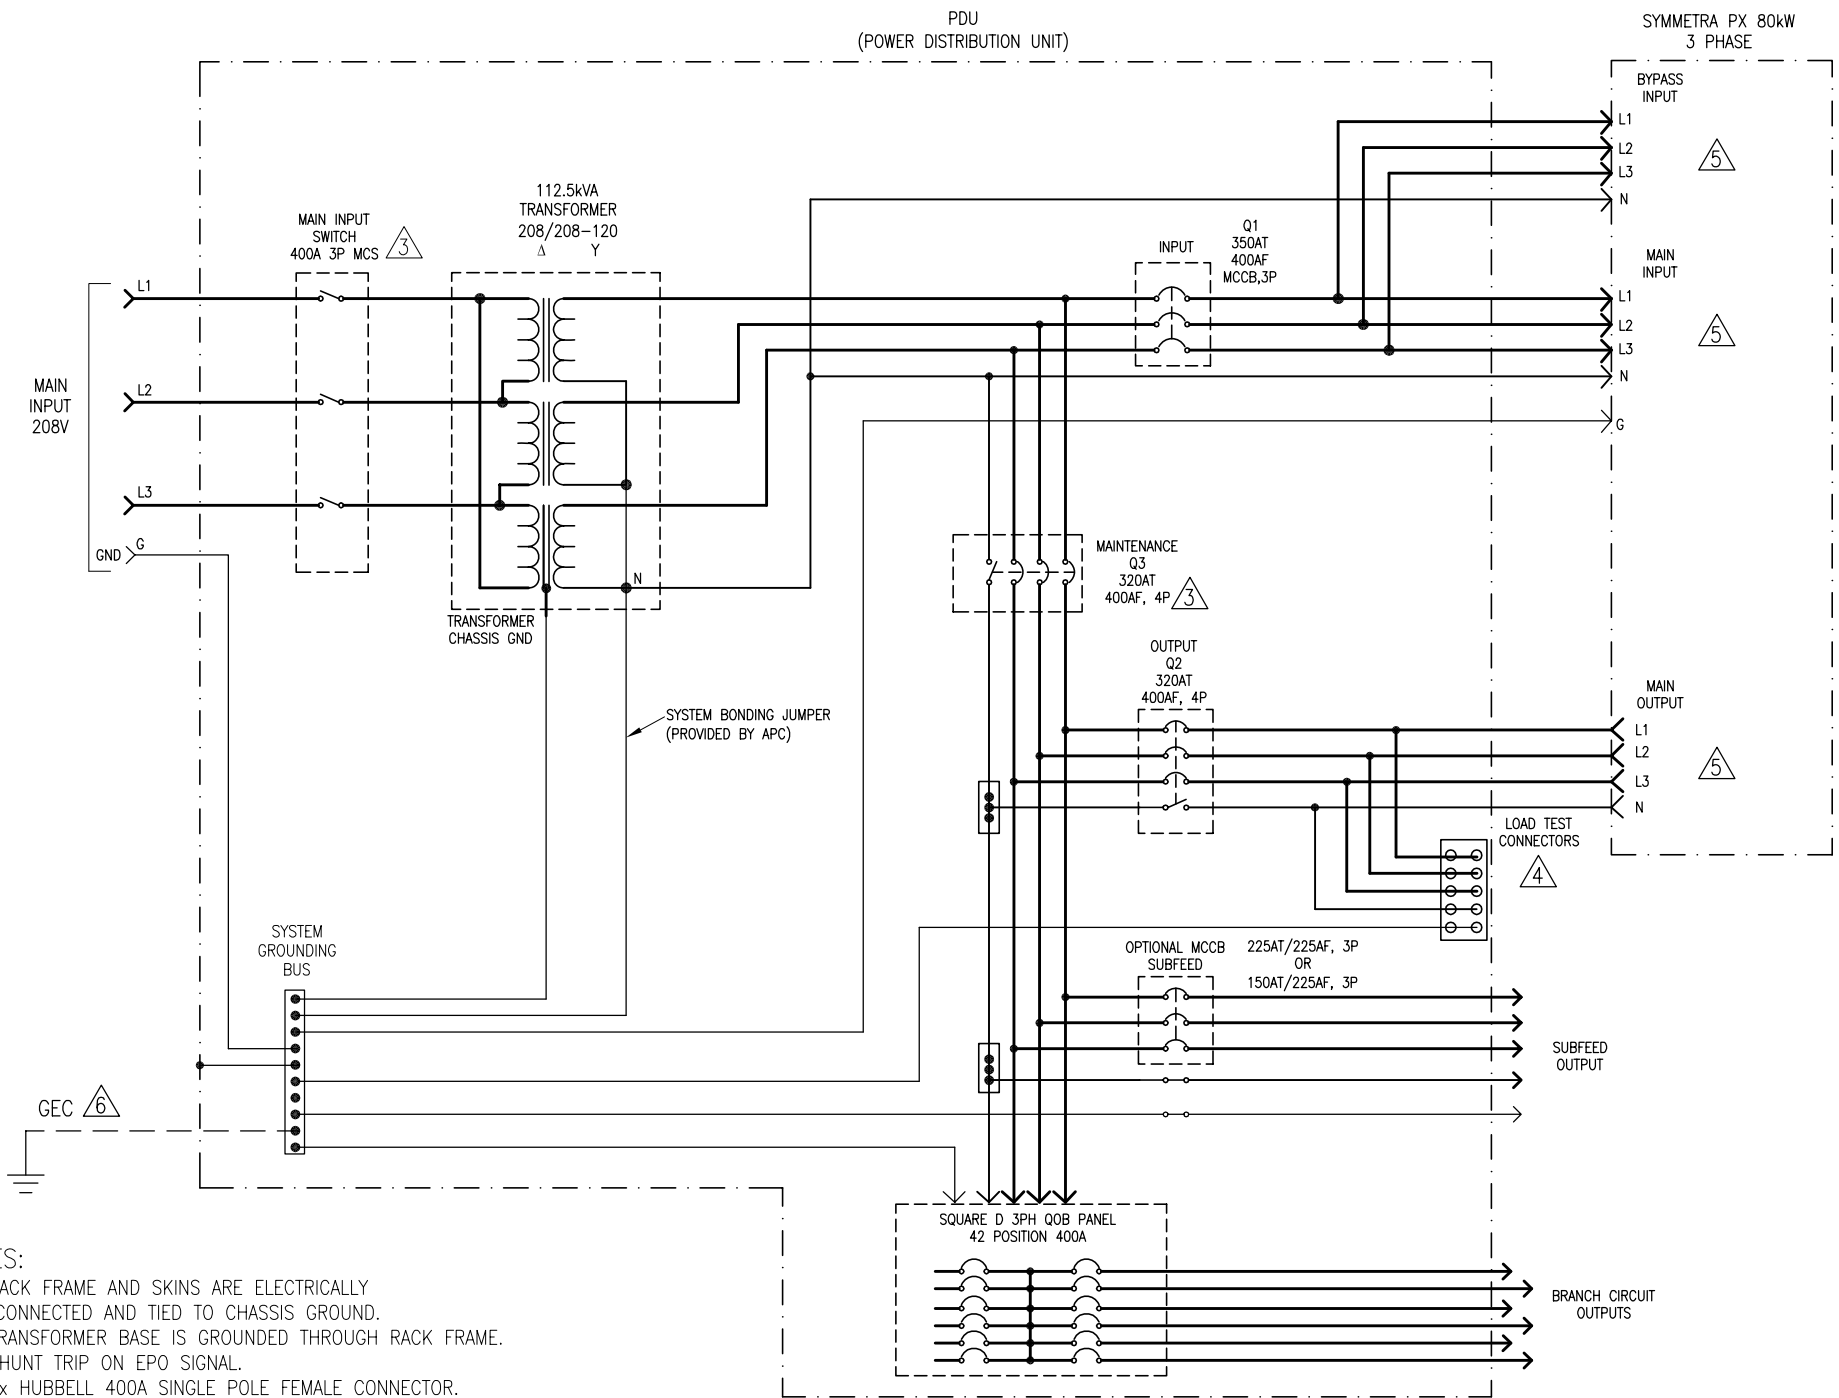 PDU
(POWER DISTRIBUTION UNIT)
SYMMETRA PX 80kW
3 PHASE
BYPASS
INPUT
L1
L2
L3
N
5
112.5kVA
TRANSFORMER
208/208-120
Δ Y
MAIN INPUT
SWITCH
400A 3P MCS
3
INPUT
Q1
350AT
400AF
MCCB,3P
MAIN
INPUT
L1
L2
L3
N
G
5
MAIN
INPUT
208V
L1
L2
L3
GND
G
N
TRANSFORMER
CHASSIS GND
MAINTENANCE
Q3
320AT
400AF, 4P
3
OUTPUT
Q2
320AT
400AF, 4P
SYSTEM BONDING JUMPER
(PROVIDED BY APC)
MAIN
OUTPUT
L1
L2
L3
N
5
LOAD TEST
CONNECTORS
4
SYSTEM
GROUNDING
BUS
OPTIONAL MCCB
SUBFEED
225AT/225AF, 3P
OR
150AT/225AF, 3P
SUBFEED
OUTPUT
GEC
6
SQUARE D 3PH QOB PANEL
42 POSITION 400A
BRANCH CIRCUIT
OUTPUTS
ES:
ACK FRAME AND SKINS ARE ELECTRICALLY
CONNECTED AND TIED TO CHASSIS GROUND.
RANSFORMER BASE IS GROUNDED THROUGH RACK FRAME.
HUNT TRIP ON EPO SIGNAL.
x HUBBELL 400A SINGLE POLE FEMALE CONNECTOR.